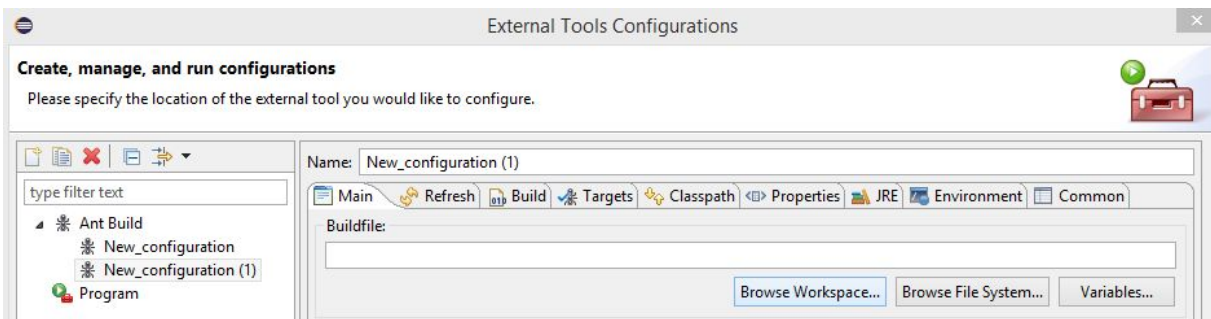 External Tools Configurations
Create, manage, and run configurations
Please specify the location of the external tool you would like to configure.
type filter text
Ant Build
New_configuration
New_configuration (1)
Program
Name: New_configuration (1)
Main Refresh Build Targets Classpath Properties JRE Environment Common
Buildfile:
Browse Workspace... Browse File System... Variables...